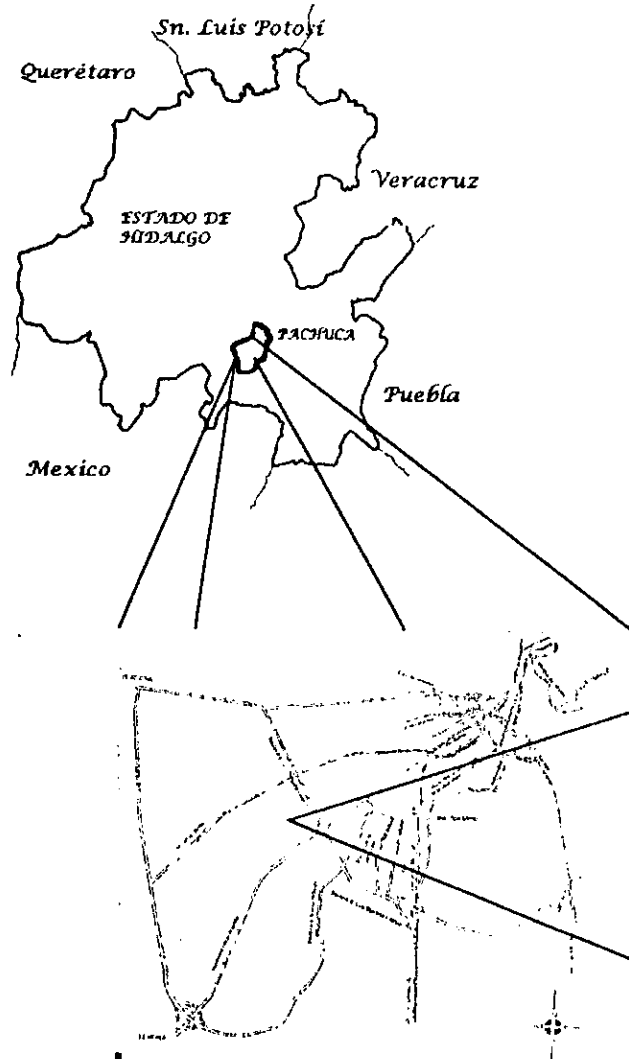 Sn. Luis Potosí
Querétaro
Veracruz
ESTADO DE
HIDALGO
PACHUCA
Puebla
Mexico